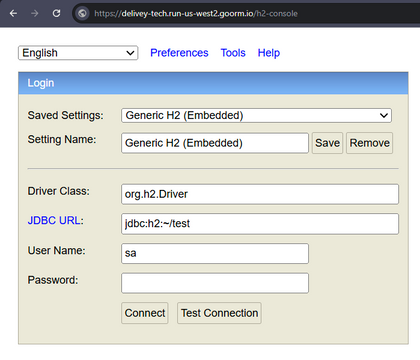 https://delivey-tech.run-us-west2.goorm.io/h2-console
English Preferences Tools Help
Login
Saved Settings: Generic H2 (Embedded)
Setting Name: Generic H2 (Embedded) Save Remove
Driver Class: org.h2.Driver
JDBC URL: jdbc:h2:~/test
User Name: sa
Password:
Connect Test Connection